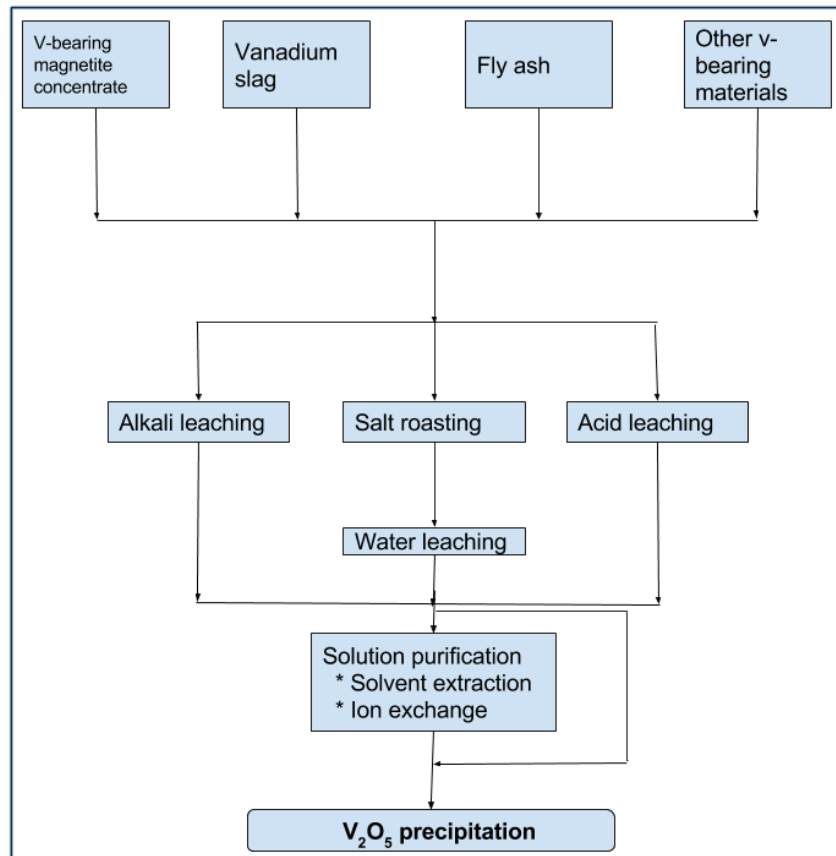 V-bearing
magnetite
concentrate
Vanadium
slag
Fly ash
Other v-
bearing
materials
Alkali leaching
Salt roasting
Acid leaching
Water leaching
Solution purification
* Solvent extraction
* Ion exchange
V₂O₅ precipitation